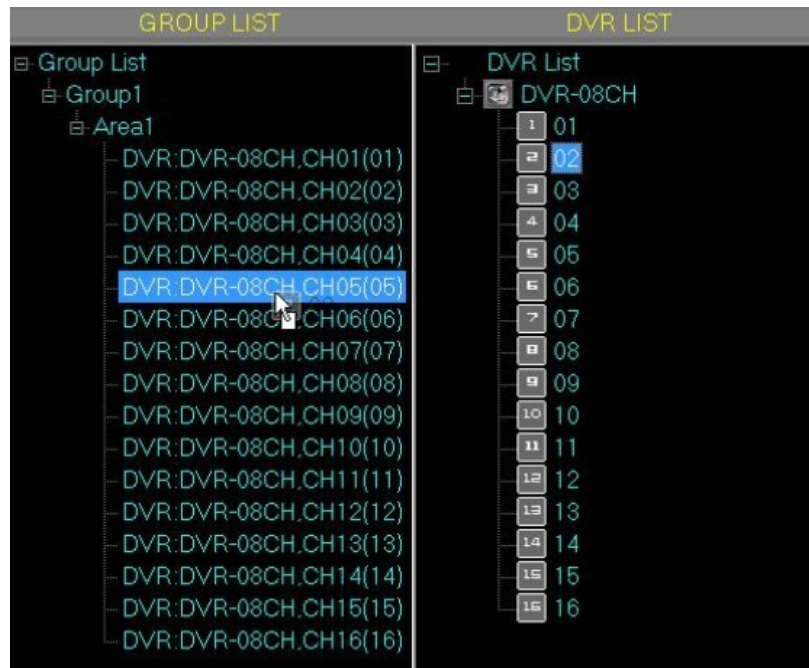 GROUP LIST
Group List
Group1
Area1
DVR:DVR-08CH,CH01(01)
DVR:DVR-08CH,CH02(02)
DVR:DVR-08CH,CH03(03)
DVR:DVR-08CH,CH04(04)
DVR:DVR-08CH,CH05(05)
DVR:DVR-08CH,CH06(06)
DVR:DVR-08CH,CH07(07)
DVR:DVR-08CH,CH08(08)
DVR:DVR-08CH,CH09(09)
DVR:DVR-08CH,CH10(10)
DVR:DVR-08CH,CH11(11)
DVR:DVR-08CH,CH12(12)
DVR:DVR-08CH,CH13(13)
DVR:DVR-08CH,CH14(14)
DVR:DVR-08CH,CH15(15)
DVR:DVR-08CH,CH16(16)
DVR LIST
DVR List
DVR-08CH
1 01
2 02
3 03
4 04
5 05
6 06
7 07
8 08
9 09
10 10
11 11
12 12
13 13
14 14
15 15
16 16